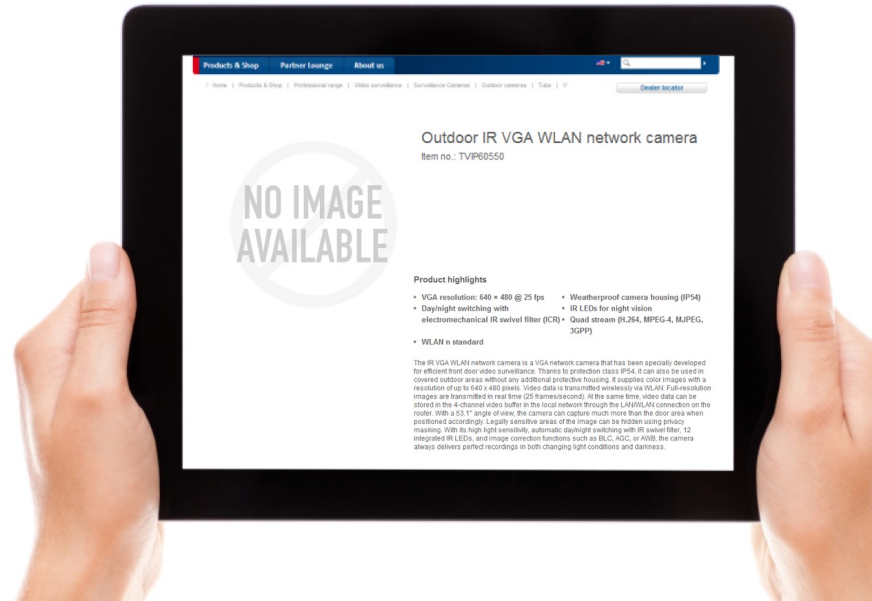 Products & Shop Partner Lounge About us
Home | Products & Shop | Professional range | Video surveillance | Surveillance Cameras | Outdoor cameras | Tube | IP
Dealer locator
Outdoor IR VGA WLAN network camera
Item no.: TVIP60550
NO IMAGE
AVAILABLE
Product highlights
• VGA resolution: 640 × 480 @ 25 fps
• Day/night switching with
electromechanical IR swivel filter (ICR)
• WLAN n standard
• Weatherproof camera housing (IP54)
• IR LEDs for night vision
• Quad stream (H.264, MPEG-4, MJPEG,
3GPP)
The IR VGA WLAN network camera is a VGA network camera that has been specially developed
for efficient front door video surveillance. Thanks to protection class IP54, it can also be used in
covered outdoor areas without any additional protective housing. It supplies color images with a
resolution of up to 640 x 480 pixels. Video data is transmitted wirelessly via WLAN. Full-resolution
images are transmitted in real time (25 frames/second). At the same time, video data can be
stored in the 4-channel video buffer in the local network through the LAN/WLAN connection on the
router. With a 53.1° angle of view, the camera can capture much more than the door area when
positioned accordingly. Legally sensitive areas of the image can be hidden using privacy
masking. With its high light sensitivity, automatic day/night switching with IR swivel filter, 12
integrated IR LEDs, and image correction functions such as BLC, AGC, or AWB, the camera
always delivers perfect recordings in both changing light conditions and darkness.